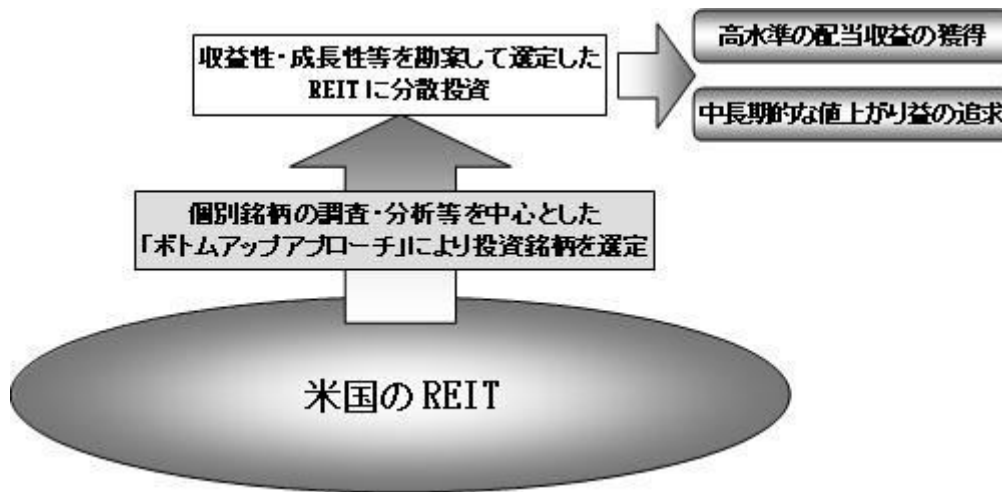 高水準の配当収益の獲得
収益性・成長性等を勘案して選定した
REITに分散投資
中長期的な値上がり益の追求
個別銘柄の調査・分析等を中心とした
「ボトムアップアプローチ」により投資銘柄を選定
米国のREIT